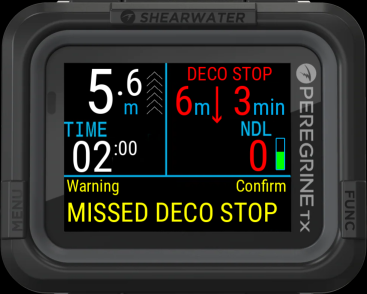 SHEARWATER
5.6 m
DECO STOP
6m 3min
TIME
02:00
NDL
0
Warning
Confirm
MISSED DECO STOP
MENU
FUNC
PEREGRINE TX